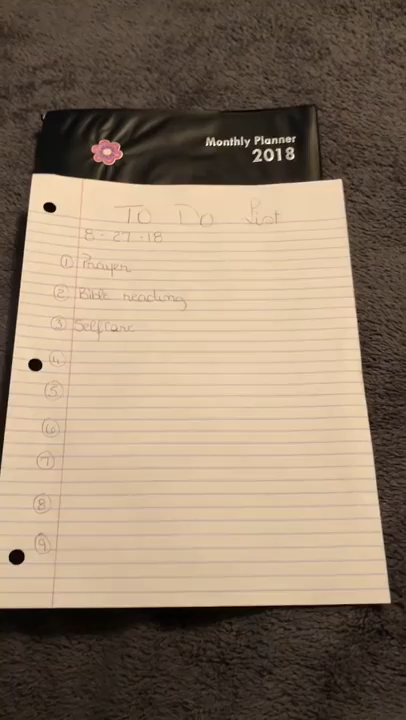 Monthly Planner
2018
To Do List
8-27-18
① Prayer
② Bible reading
③ Selfcare
④
⑤
⑥
⑦
⑧
⑨